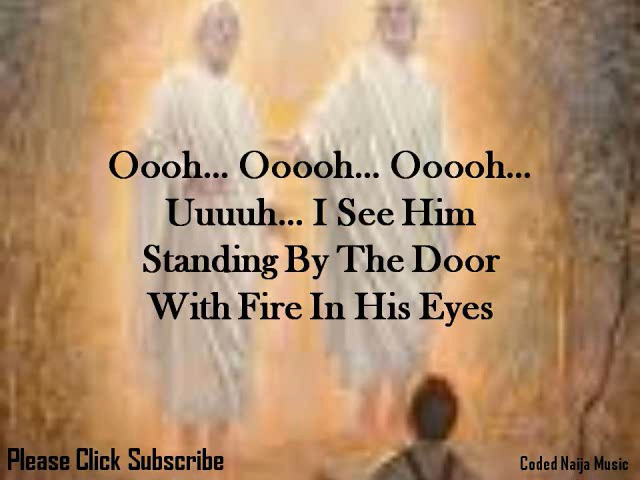 Oooh... Ooooh... Ooooh...
Uuuuh... I See Him
Standing By The Door
With Fire In His Eyes
Please Click Subscribe
Coded Naija Music